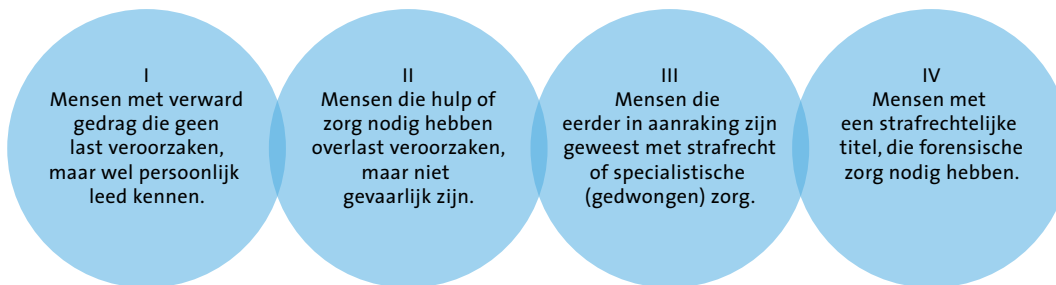 I
Mensen met verward
gedrag die geen
last veroorzaken,
maar wel persoonlijk
leed kennen.
II
Mensen die hulp of
zorg nodig hebben
overlast veroorzaken,
maar niet
gevaarlijk zijn.
III
Mensen die
eerder in aanraking zijn
geweest met strafrecht
of specialistische
(gedwongen) zorg.
IV
Mensen met
een strafrechtelijke
titel, die forensische
zorg nodig hebben.